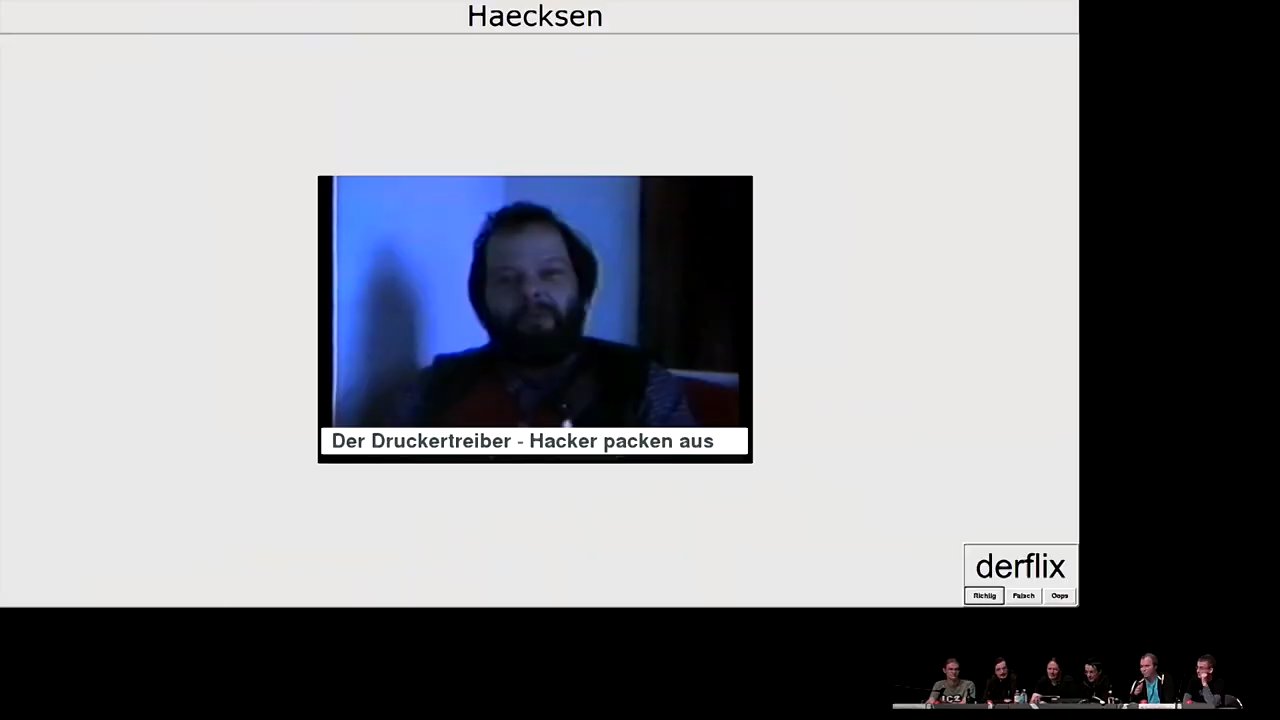 Haecksen
Der Druckertreiber - Hacker packen aus
derflix
Richtig Falsch Oops